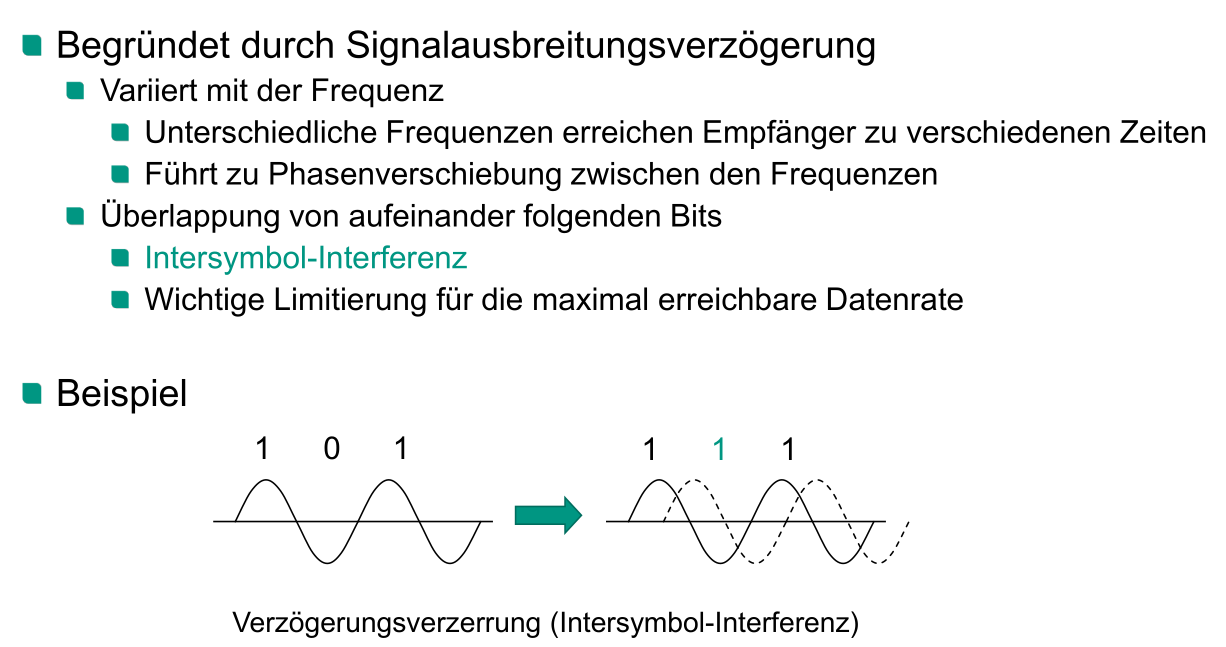 Begründet durch Signalausbreitungsverzögerung
Variiert mit der Frequenz
Unterschiedliche Frequenzen erreichen Empfänger zu verschiedenen Zeiten
Führt zu Phasenverschiebung zwischen den Frequenzen
Überlappung von aufeinander folgenden Bits
Intersymbol-Interferenz
Wichtige Limitierung für die maximal erreichbare Datenrate
Beispiel
1 0 1 1 1 1
Verzögerungsverzerrung (Intersymbol-Interferenz)